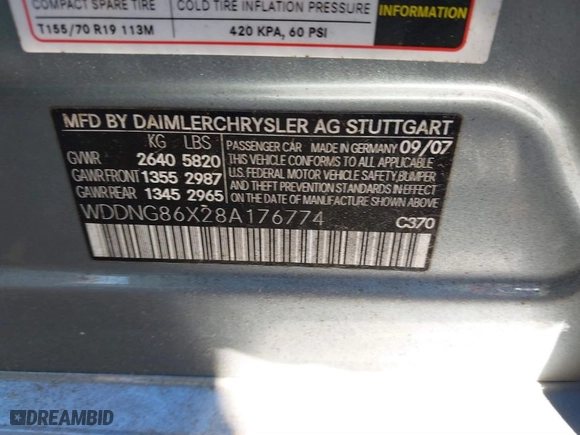 COMPACT SPARE TIRE
COLD TIRE INFLATION PRESSURE
INFORMATION
T155/70 R19 113M
420 KPA, 60 PSI
MFD BY DAIMLERCHRYSLER AG STUTTGART
KG LBS
GVWR 2640 5820
GAWR FRONT 1355 2987
GAWR REAR 1345 2965
PASSENGER CAR MADE IN GERMANY 09/07
THIS VEHICLE CONFORMS TO ALL APPLICABLE
U.S. FEDERAL MOTOR VEHICLE SAFETY, BUMPER
AND THEFT PREVENTION STANDARDS IN EFFECT
ON THE DATE OF MANUFACTURE SHOWN ABOVE
WDDNG86X28A176774
C370
DREAMBID